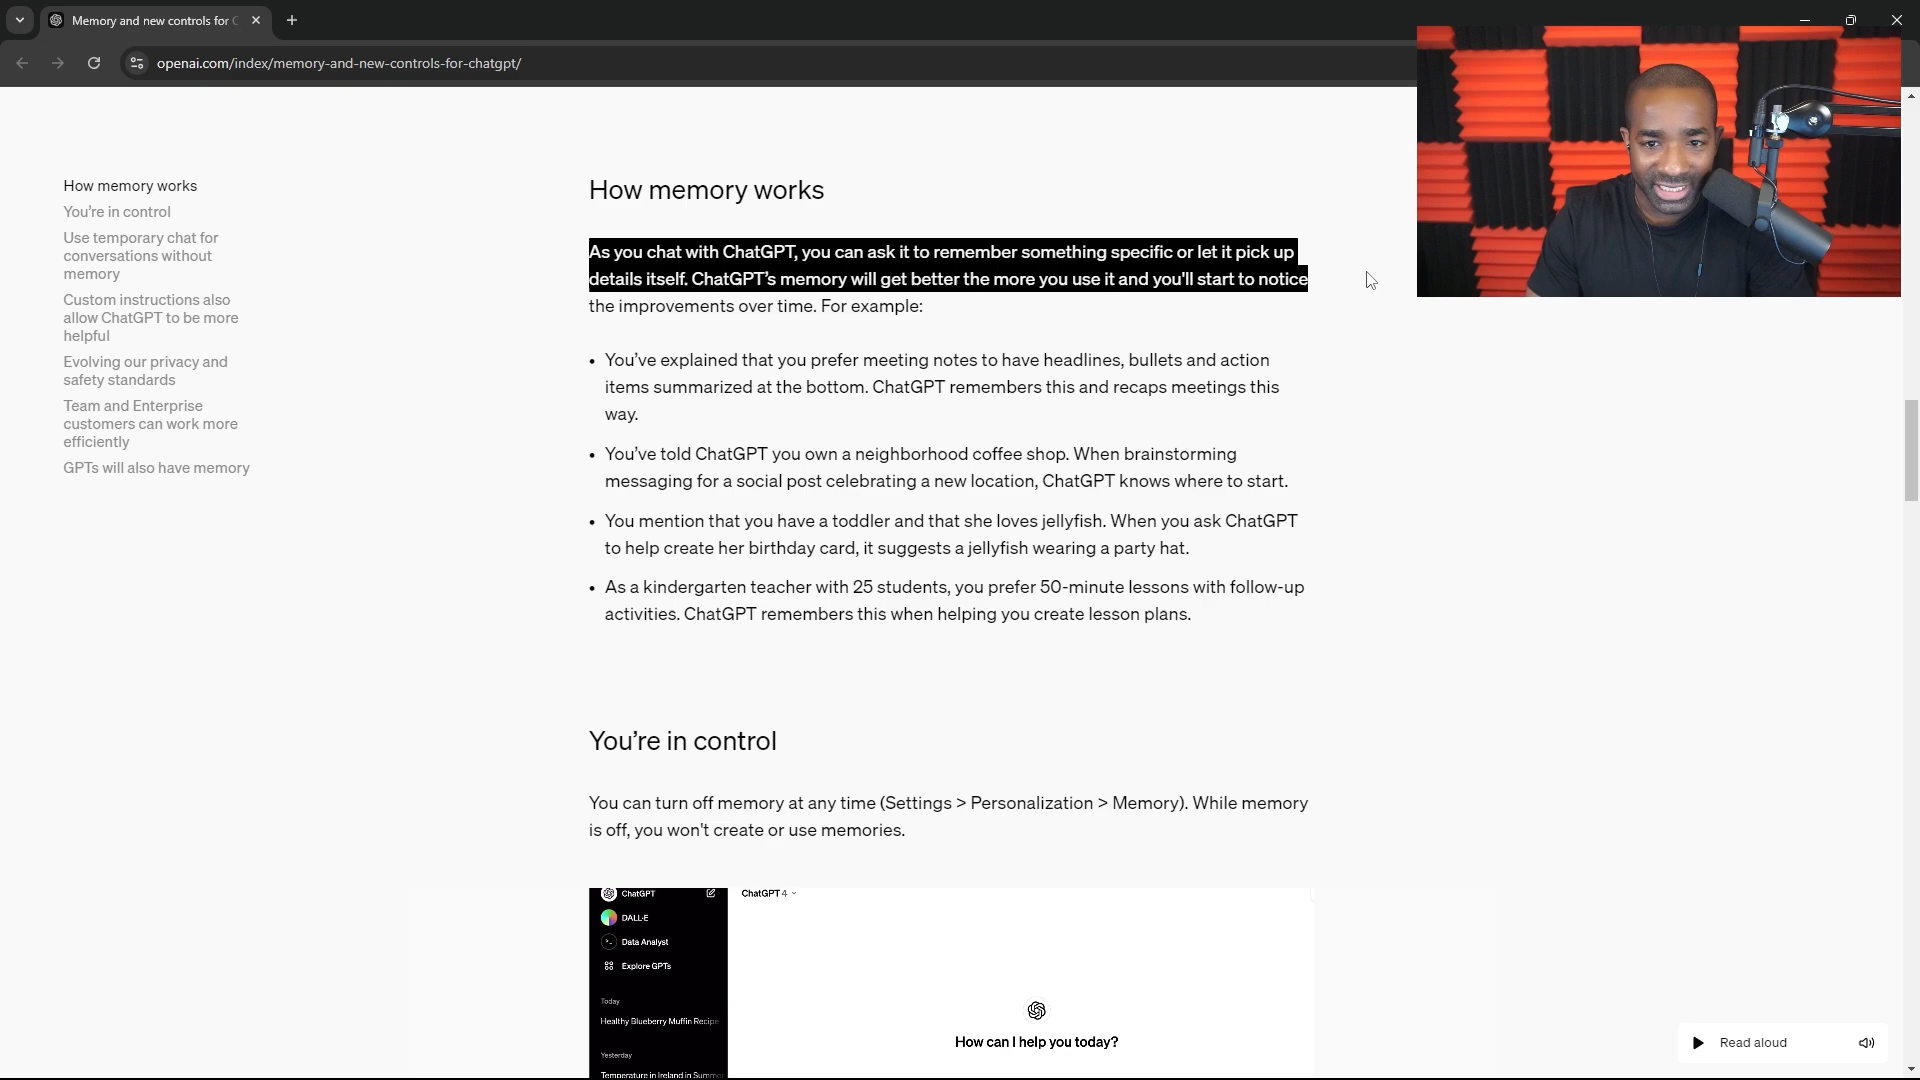 Memory and new controls for
openai.com/index/memory-and-new-controls-for-chatgpt/
How memory works
You're in control
Use temporary chat for
conversations without
memory
Custom instructions also
allow ChatGPT to be more
helpful
Evolving our privacy and
safety standards
Team and Enterprise
customers can work more
efficiently
GPTs will also have memory
How memory works
As you chat with ChatGPT, you can ask it to remember something specific or let it pick up
details itself. ChatGPT's memory will get better the more you use it and you'll start to notice
the improvements over time. For example:
• You've explained that you prefer meeting notes to have headlines, bullets and action
items summarized at the bottom. ChatGPT remembers this and recaps meetings this
way.
• You've told ChatGPT you own a neighborhood coffee shop. When brainstorming
messaging for a social post celebrating a new location, ChatGPT knows where to start.
• You mention that you have a toddler and that she loves jellyfish. When you ask ChatGPT
to help create her birthday card, it suggests a jellyfish wearing a party hat.
• As a kindergarten teacher with 25 students, you prefer 50-minute lessons with follow-up
activities. ChatGPT remembers this when helping you create lesson plans.
You're in control
You can turn off memory at any time (Settings > Personalization > Memory). While memory
is off, you won't create or use memories.
ChatGPT
DALL·E
Data Analyst
Explore GPTs
Today
Healthy Blueberry Muffin Recipe
Yesterday
Temperature in Ireland in Summer
ChatGPT 4
How can I help you today?
Read aloud